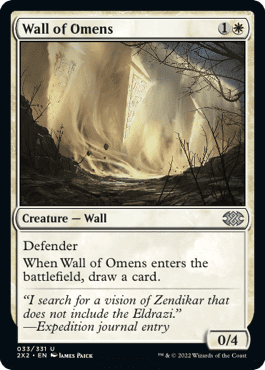 Wall of Omens 1
Creature — Wall
Defender
When Wall of Omens enters the
battlefield, draw a card.
“I search for a vision of Zendikar that
does not include the Eldrazi.”
—Expedition journal entry
0/4
033/331 U
2X2 • EN James Paick
™ & © 2022 Wizards of the Coast